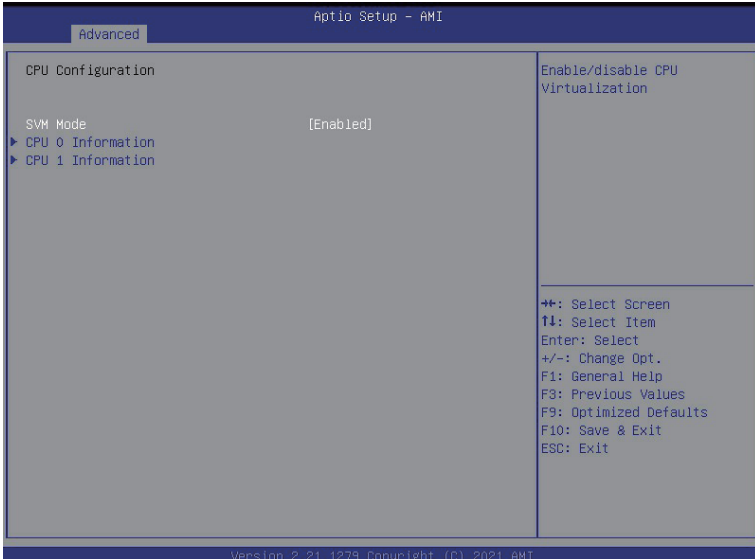 Aptio Setup – AMI
Advanced
CPU Configuration
SVM Mode [Enabled]
CPU 0 Information
CPU 1 Information
Enable/disable CPU
Virtualization
→←: Select Screen
↑↓: Select Item
Enter: Select
+/-: Change Opt.
F1: General Help
F3: Previous Values
F9: Optimized Defaults
F10: Save & Exit
ESC: Exit
Version 2.21.1279 Copyright (C) 2021 AMI